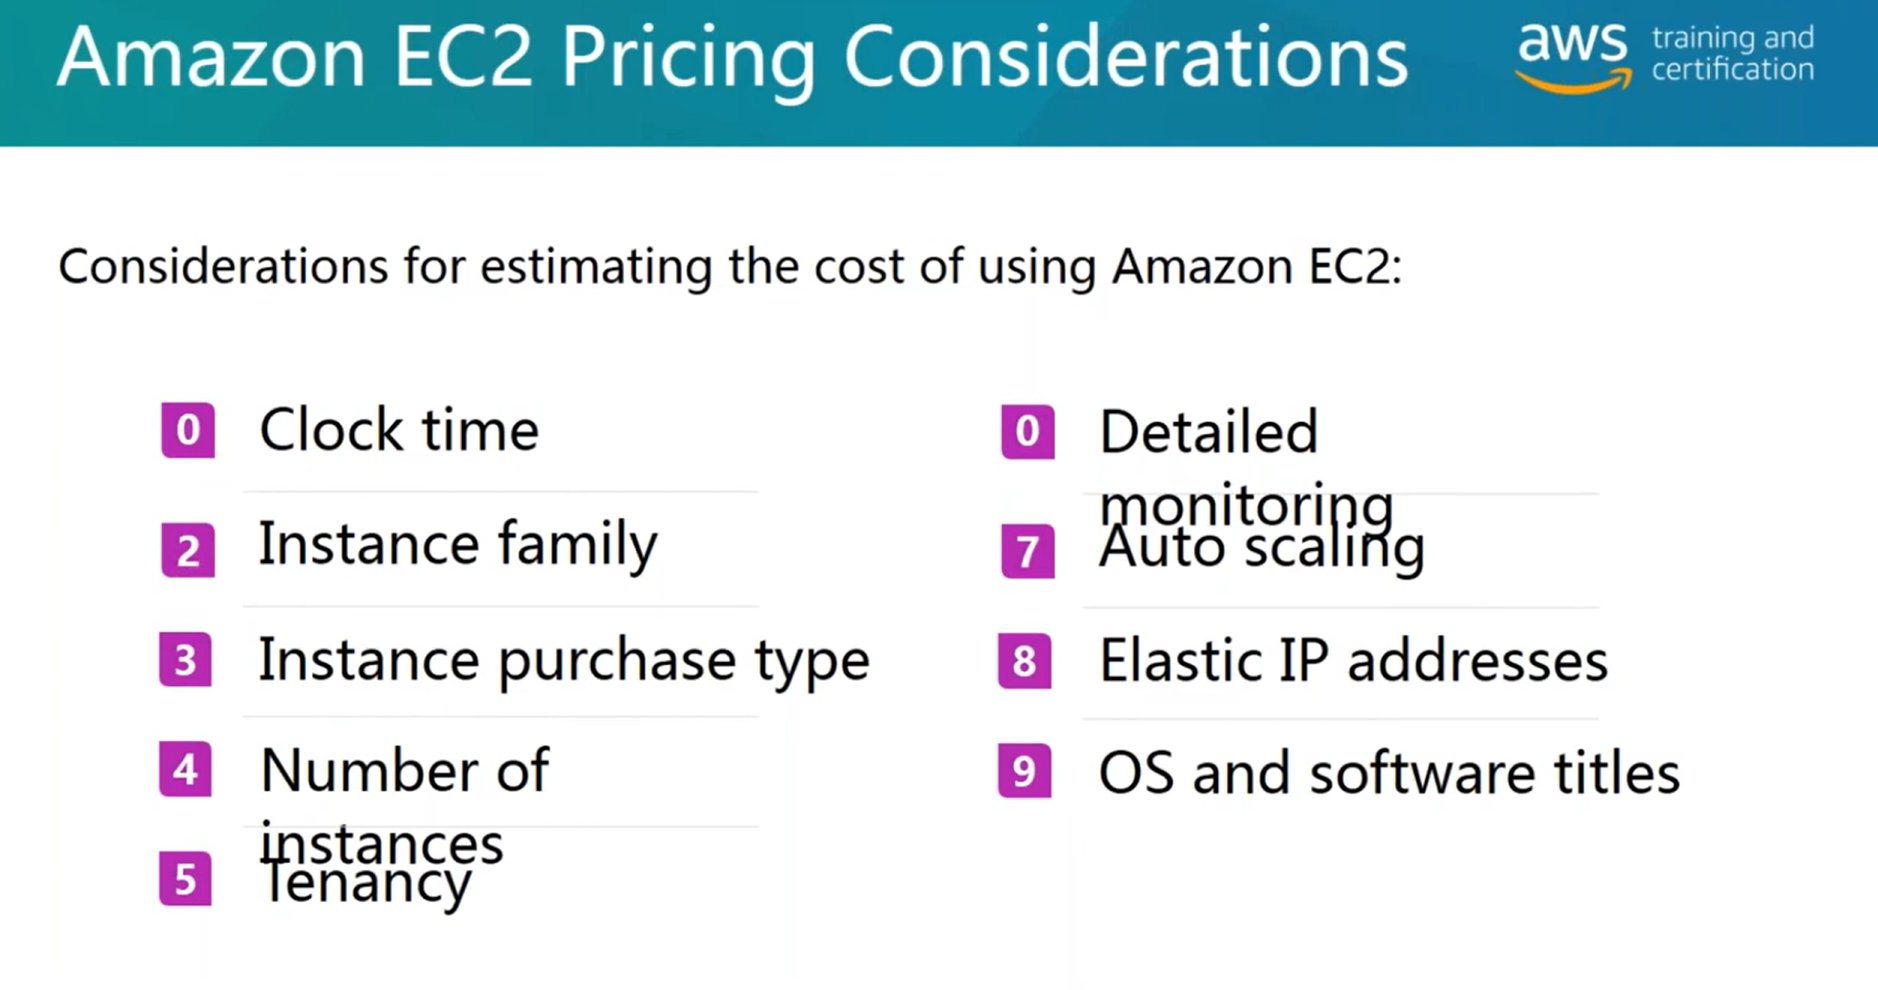 Amazon EC2 Pricing Considerations
aws training and
certification
Considerations for estimating the cost of using Amazon EC2:
0 Clock time
2 Instance family
3 Instance purchase type
4 Number of
instances
5 Tenancy
0 Detailed
monitoring
7 Auto scaling
8 Elastic IP addresses
9 OS and software titles